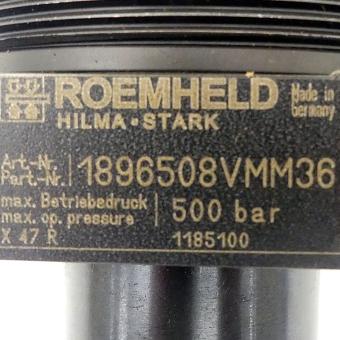 ROEMHELD
HILMA • STARK
Made in
Germany
Art.-Nr.
Part.-Nr.
1896508VMM36
max. Betriebsdruck
max. op. pressure
500 bar
X 47 R
1185100